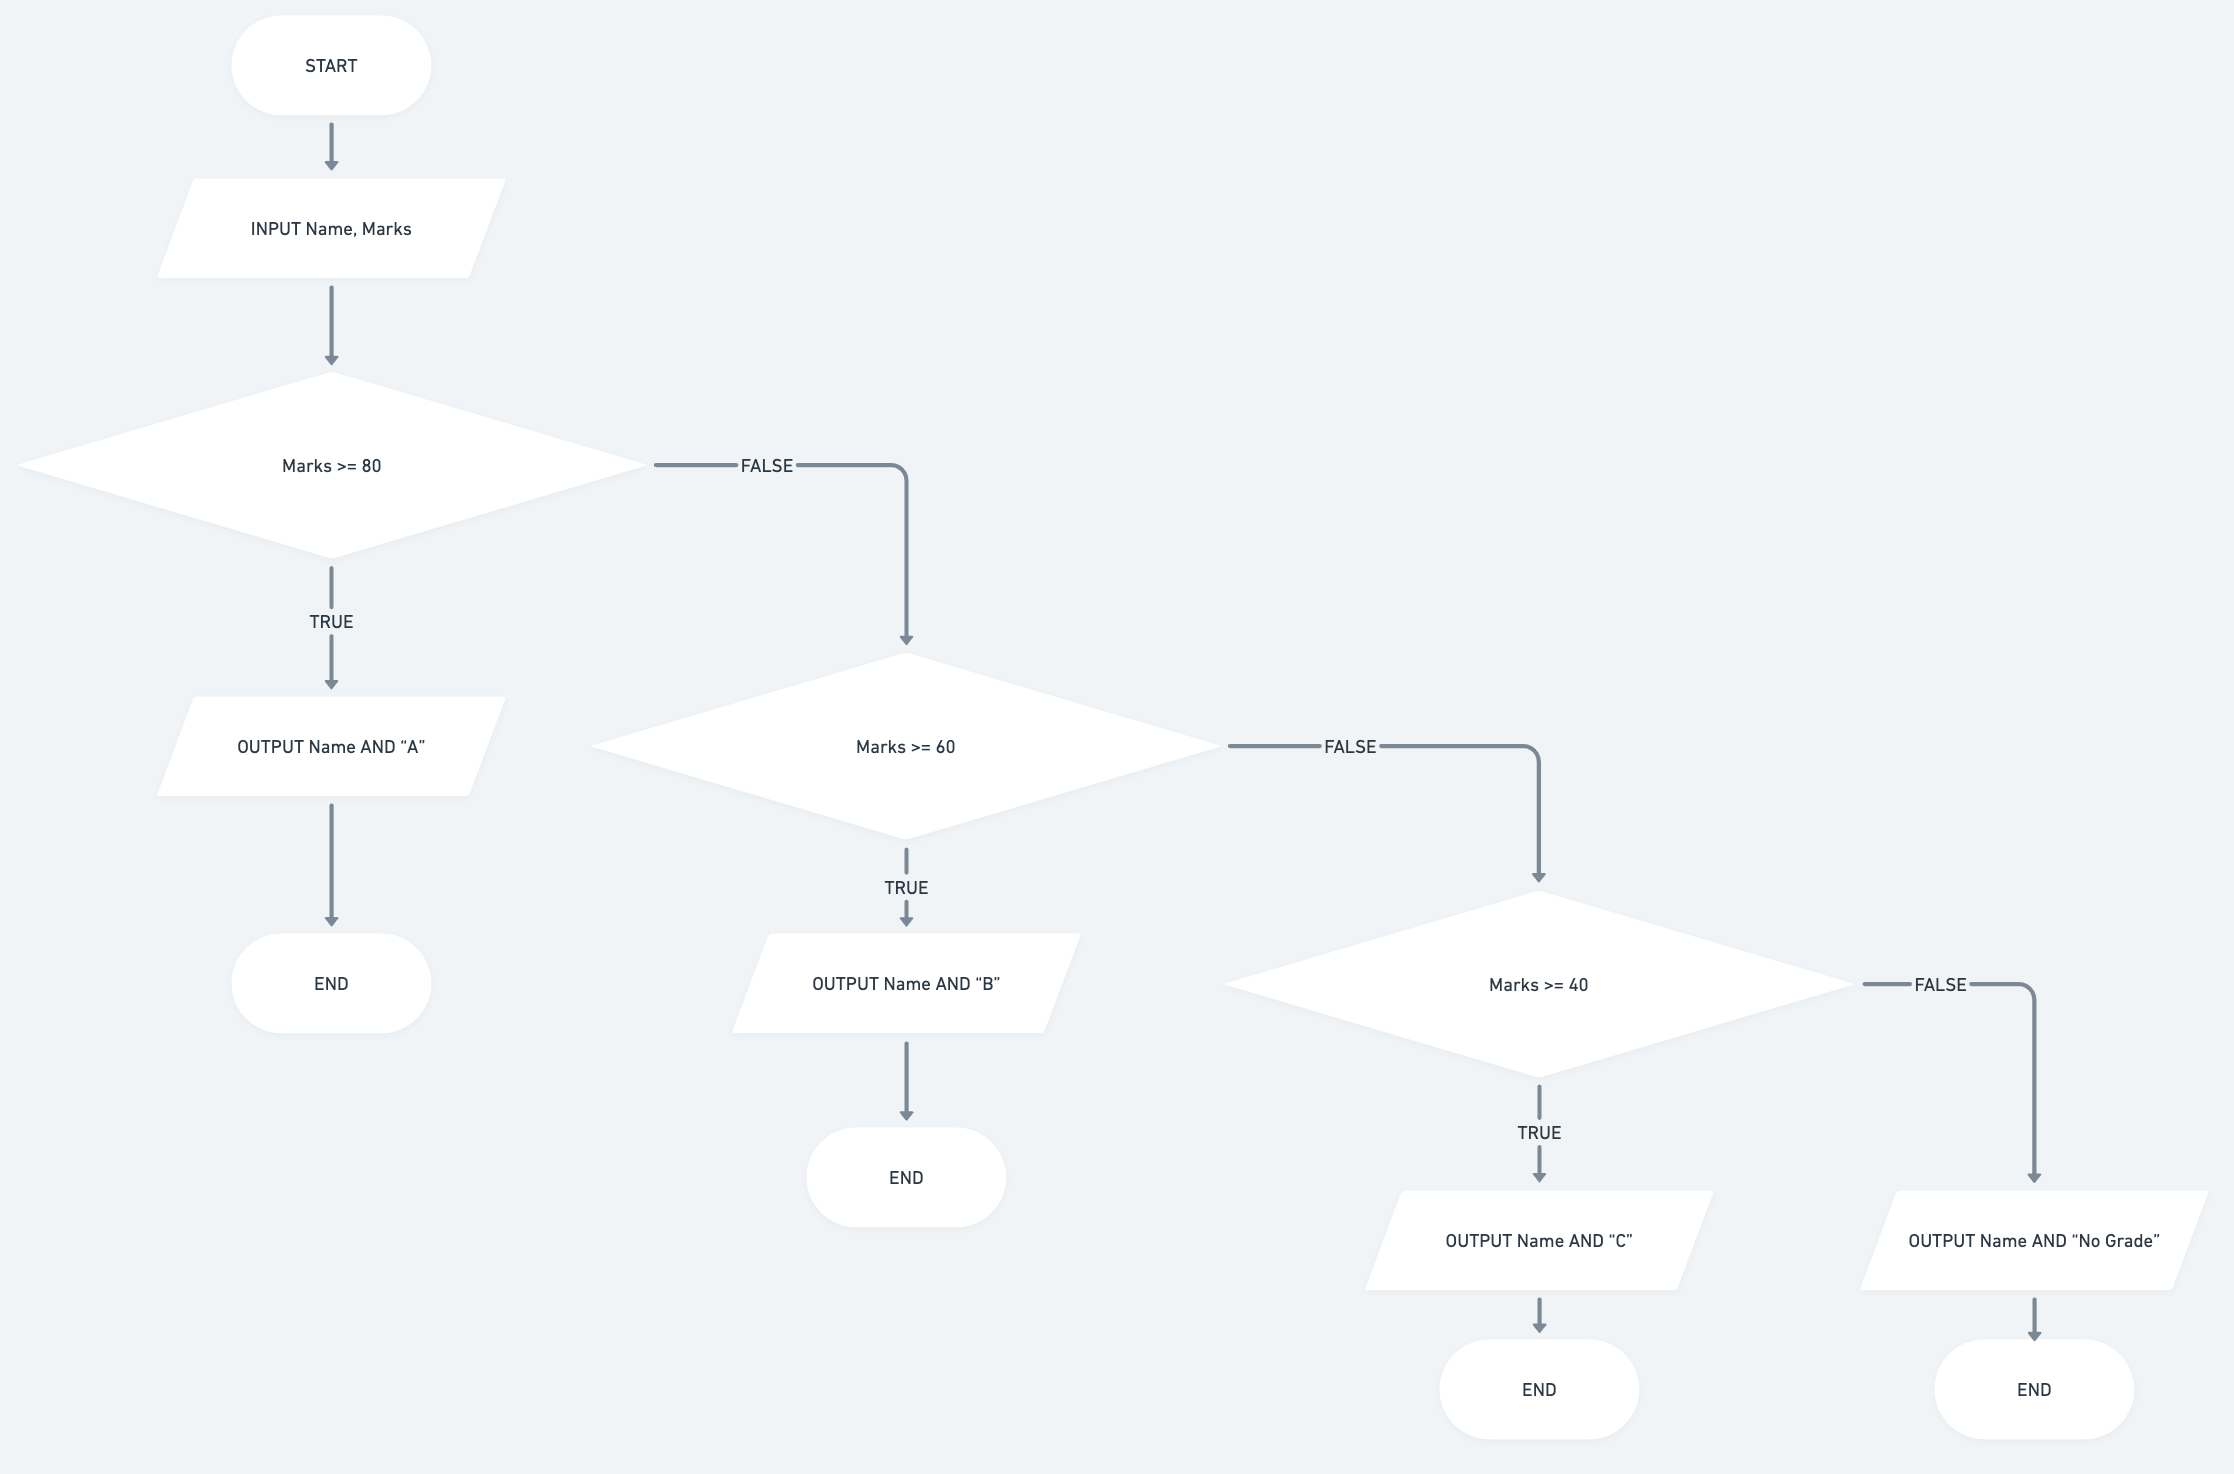 START
INPUT Name, Marks
Marks >= 80
FALSE
TRUE
OUTPUT Name AND “A”
END
Marks >= 60
FALSE
TRUE
OUTPUT Name AND “B”
END
Marks >= 40
FALSE
TRUE
OUTPUT Name AND “C”
END
OUTPUT Name AND “No Grade”
END